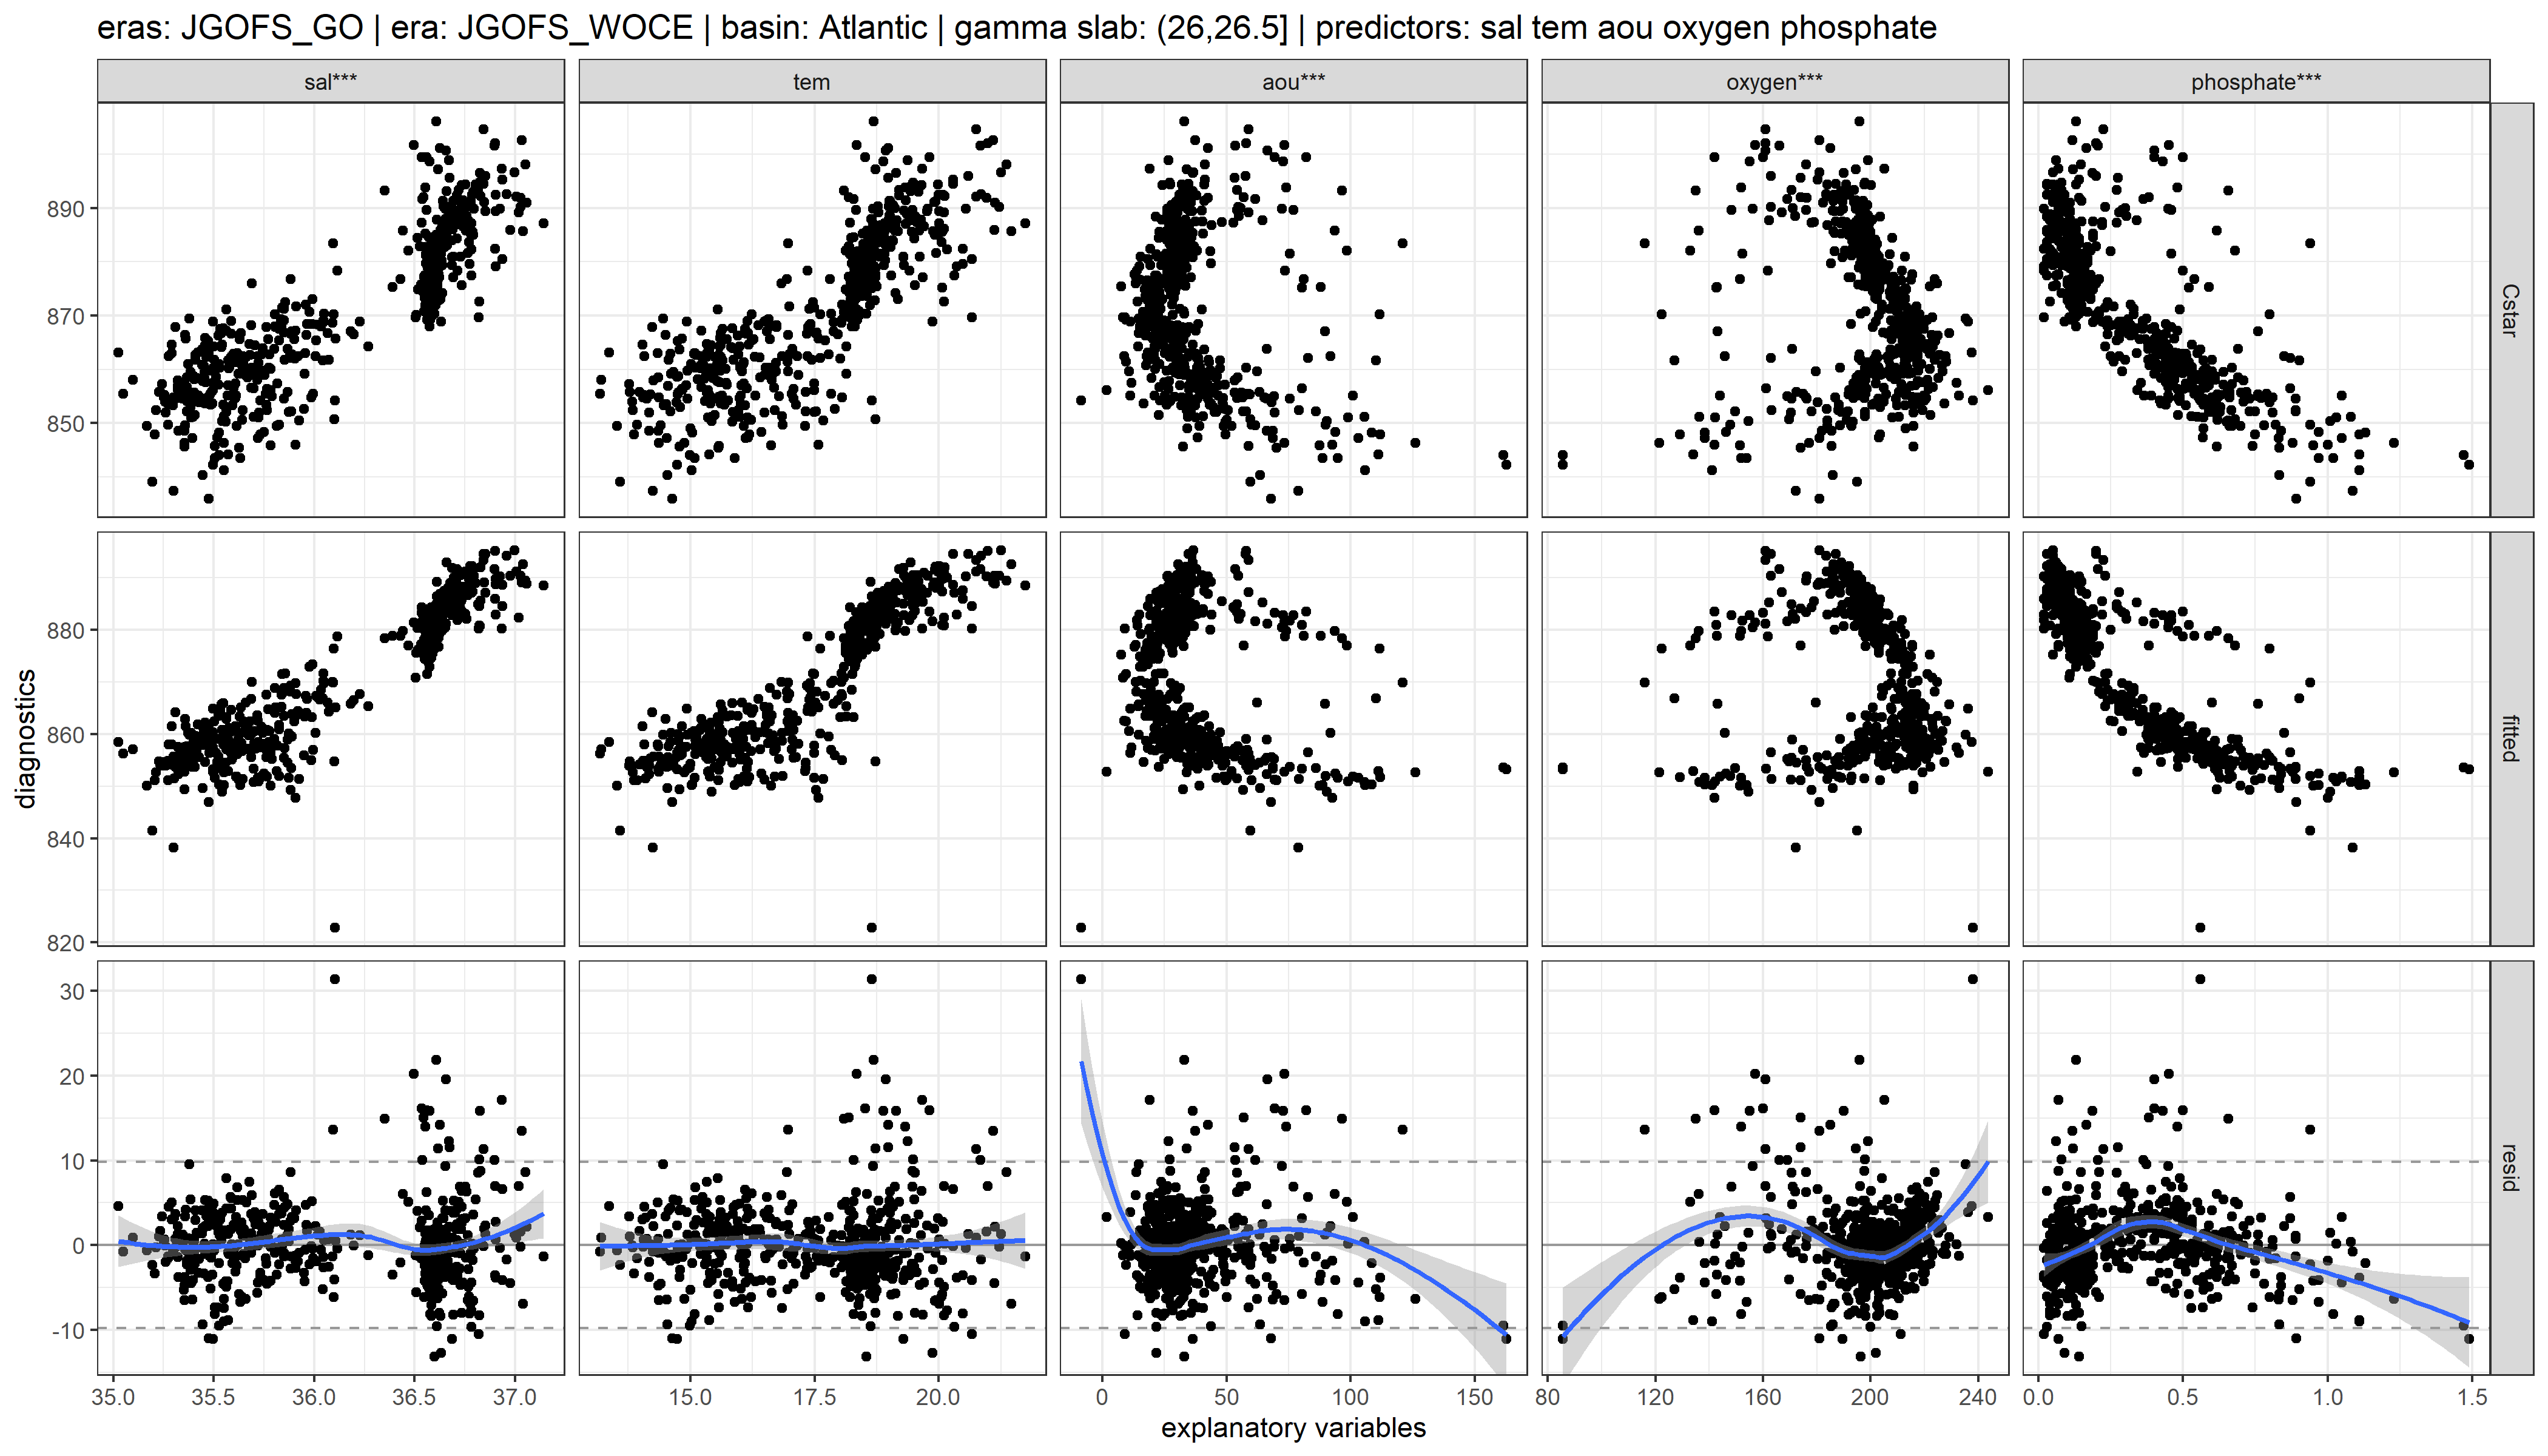 eras: JGOFS_GO | era: JGOFS_WOCE | basin: Atlantic | gamma slab: (26,26.5] | predictors: sal tem aou oxygen phosphate
sal*** tem aou*** oxygen*** phosphate***
890
870
850
Cstar
diagnostics
880
860
840
820
fitted
30
20
10
0
-10
resid
35.0 35.5 36.0 36.5 37.0 15.0 17.5 20.0 0 50 100 150 80 120 160 200 240 0.0 0.5 1.0 1.5
explanatory variables